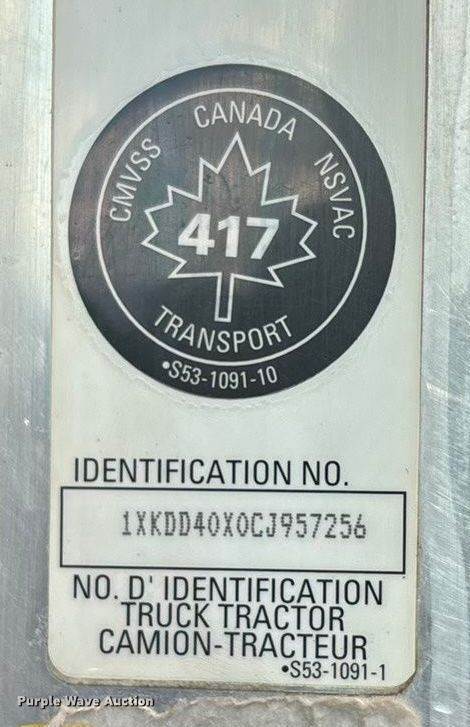 CANADA
CMVSS
NSVAC
417
TRANSPORT
•S53-1091-10
IDENTIFICATION NO.
1XKDD40X0CJ957256
NO. D' IDENTIFICATION
TRUCK TRACTOR
CAMION-TRACTEUR
•S53-1091-1
Purple Wave Auction